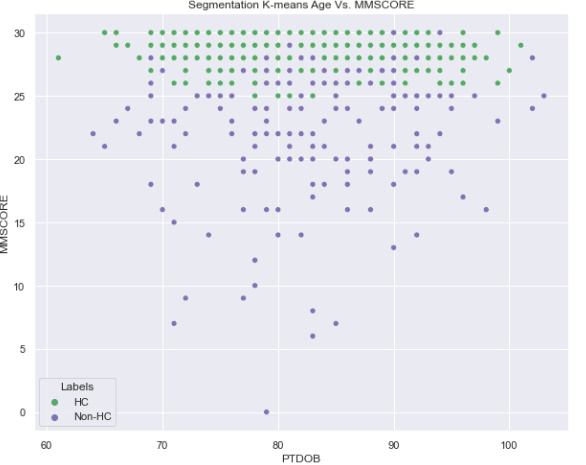 Segmentation K-means Age Vs. MMSCORE
30
25
20
15
10
5
0
MMSCORE
Labels
HC
Non-HC
60 70 80 90 100
PTDOB